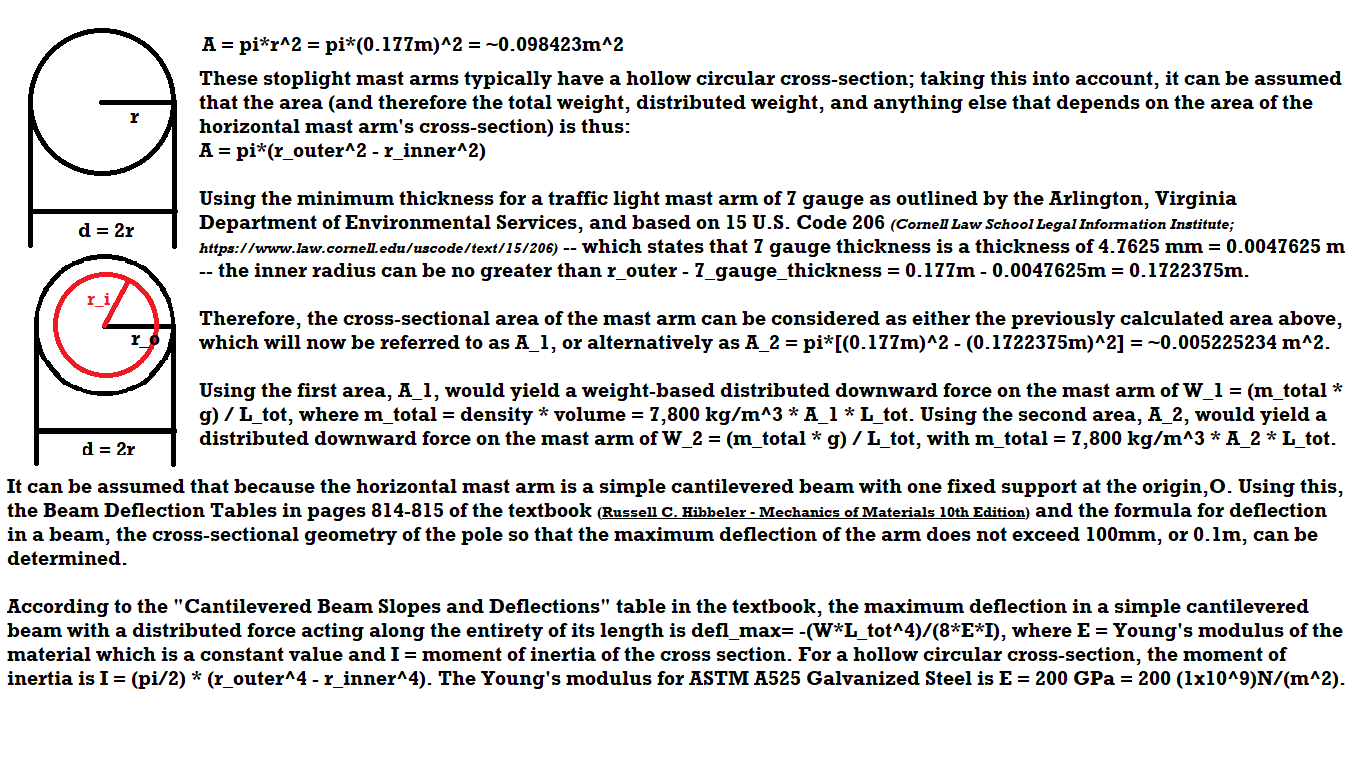 A = pi*r^2 = pi*(0.177m)^2 = ~0.098423m^2
These stoplight mast arms typically have a hollow circular cross-section; taking this into account, it can be assumed
that the area (and therefore the total weight, distributed weight, and anything else that depends on the area of the
horizontal mast arm's cross-section) is thus:
A = pi*(r_outer^2 - r_inner^2)
r
d = 2r
Using the minimum thickness for a traffic light mast arm of 7 gauge as outlined by the Arlington, Virginia
Department of Environmental Services, and based on 15 U.S. Code 206 (Cornell Law School Legal Information Institute;
https://www.law.cornell.edu/uscode/text/15/206) -- which states that 7 gauge thickness is a thickness of 4.7625 mm = 0.0047625 m
-- the inner radius can be no greater than r_outer - 7_gauge_thickness = 0.177m - 0.0047625m = 0.1722375m.
r_i
r_o
d = 2r
Therefore, the cross-sectional area of the mast arm can be considered as either the previously calculated area above,
which will now be referred to as A_1, or alternatively as A_2 = pi*[(0.177m)^2 - (0.1722375m)^2] = ~0.005225234 m^2.
Using the first area, A_1, would yield a weight-based distributed downward force on the mast arm of W_1 = (m_total *
g) / L_tot, where m_total = density * volume = 7,800 kg/m^3 * A_1 * L_tot. Using the second area, A_2, would yield a
distributed downward force on the mast arm of W_2 = (m_total * g) / L_tot, with m_total = 7,800 kg/m^3 * A_2 * L_tot.
It can be assumed that because the horizontal mast arm is a simple cantilevered beam with one fixed support at the origin,O. Using this,
the Beam Deflection Tables in pages 814-815 of the textbook (Russell C. Hibbeler - Mechanics of Materials 10th Edition) and the formula for deflection
in a beam, the cross-sectional geometry of the pole so that the maximum deflection of the arm does not exceed 100mm, or 0.1m, can be
determined.
According to the "Cantilevered Beam Slopes and Deflections" table in the textbook, the maximum deflection in a simple cantilevered
beam with a distributed force acting along the entirety of its length is defl_max= -(W*L_tot^4)/(8*E*I), where E = Young's modulus of the
material which is a constant value and I = moment of inertia of the cross section. For a hollow circular cross-section, the moment of
inertia is I = (pi/2) * (r_outer^4 - r_inner^4). The Young's modulus for ASTM A525 Galvanized Steel is E = 200 GPa = 200 (1x10^9)N/(m^2).